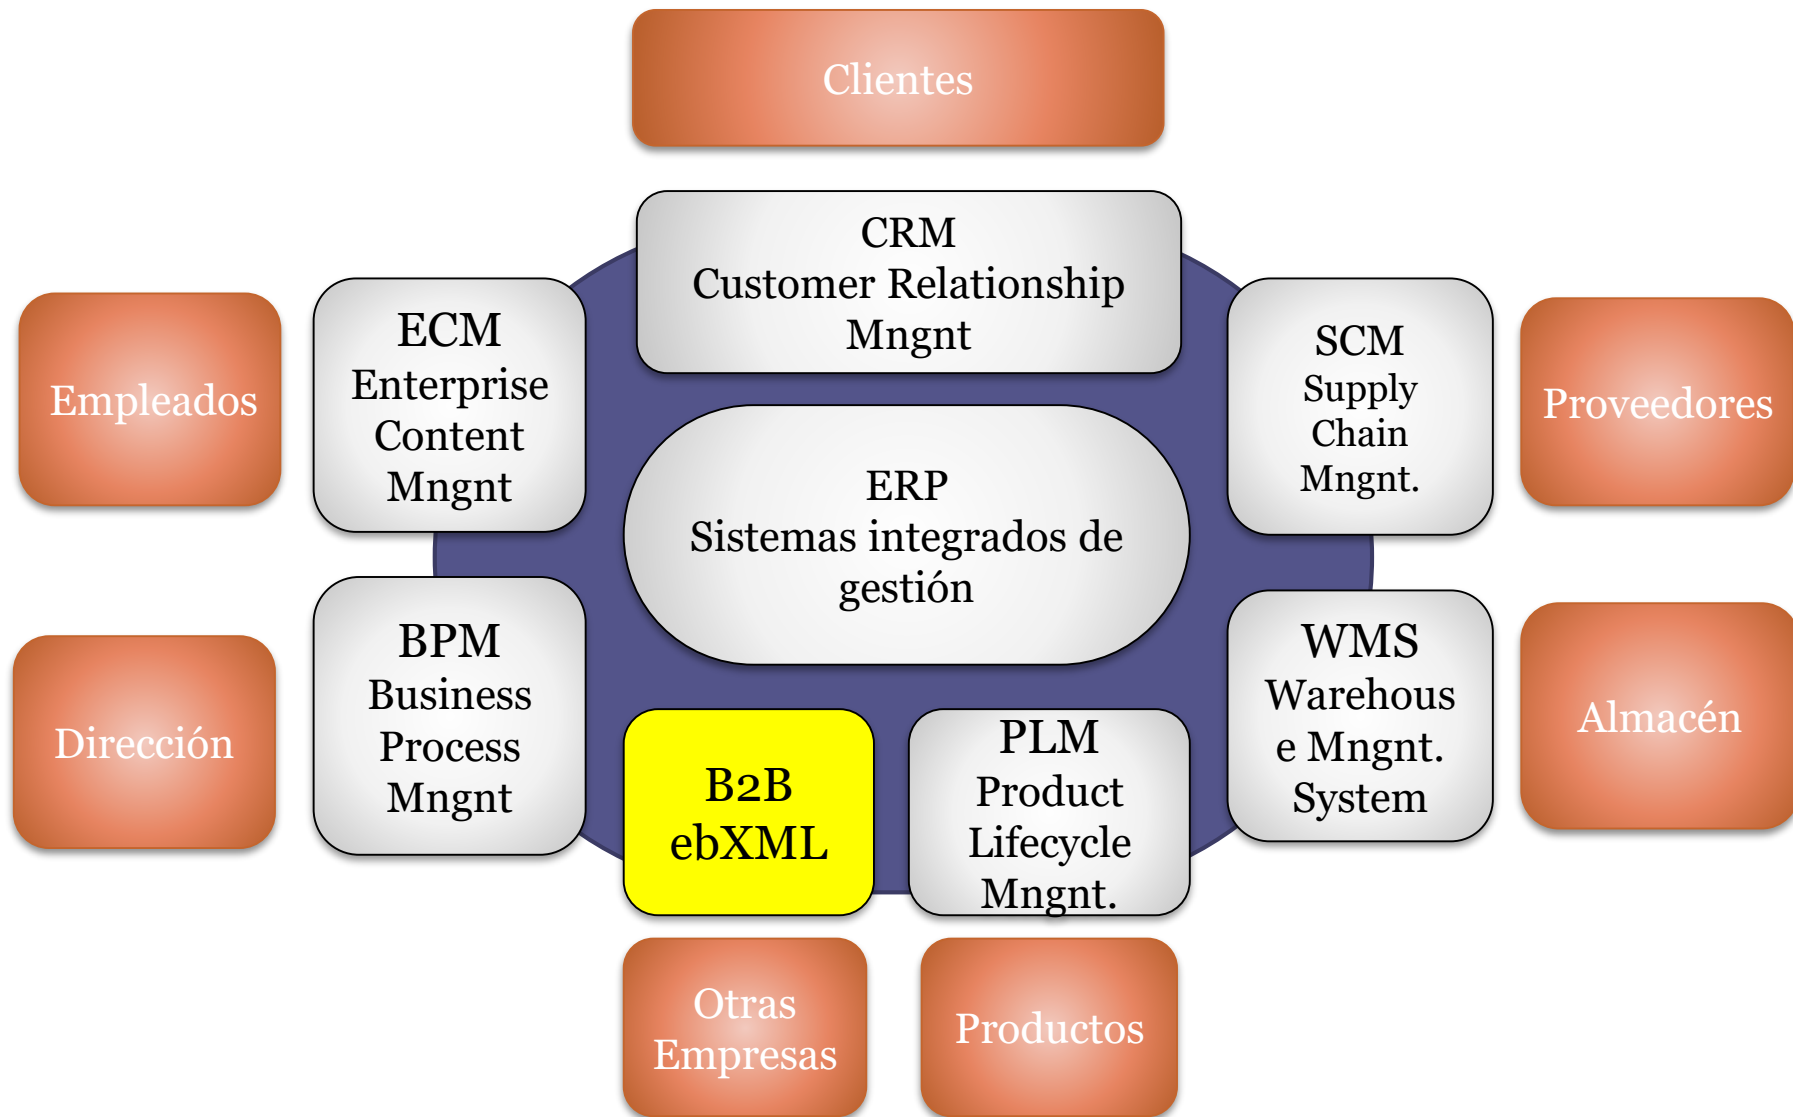 Clientes
CRM
Customer Relationship
Mngnt
Empleados
ECM
Enterprise
Content
Mngnt
SCM
Supply
Chain
Mngnt.
Proveedores
ERP
Sistemas integrados de
gestión
Dirección
BPM
Business
Process
Mngnt
WMS
Warehous
e Mngnt.
System
Almacén
B2B
ebXML
PLM
Product
Lifecycle
Mngnt.
Otras
Empresas
Productos